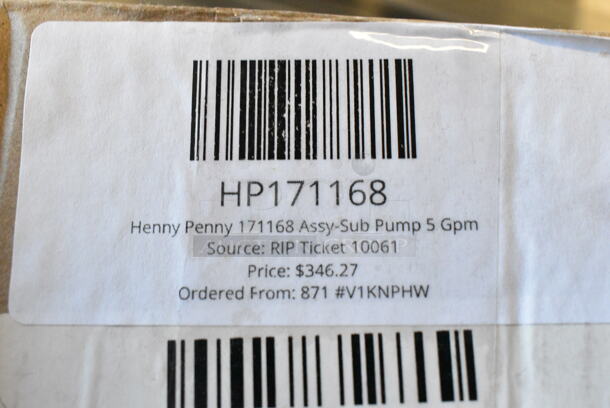 HP171168
Henny Penny 171168 Assy-Sub Pump 5 Gpm
Source: RIP Ticket 10061
Price: $346.27
Ordered From: 871 #V1KNPHW